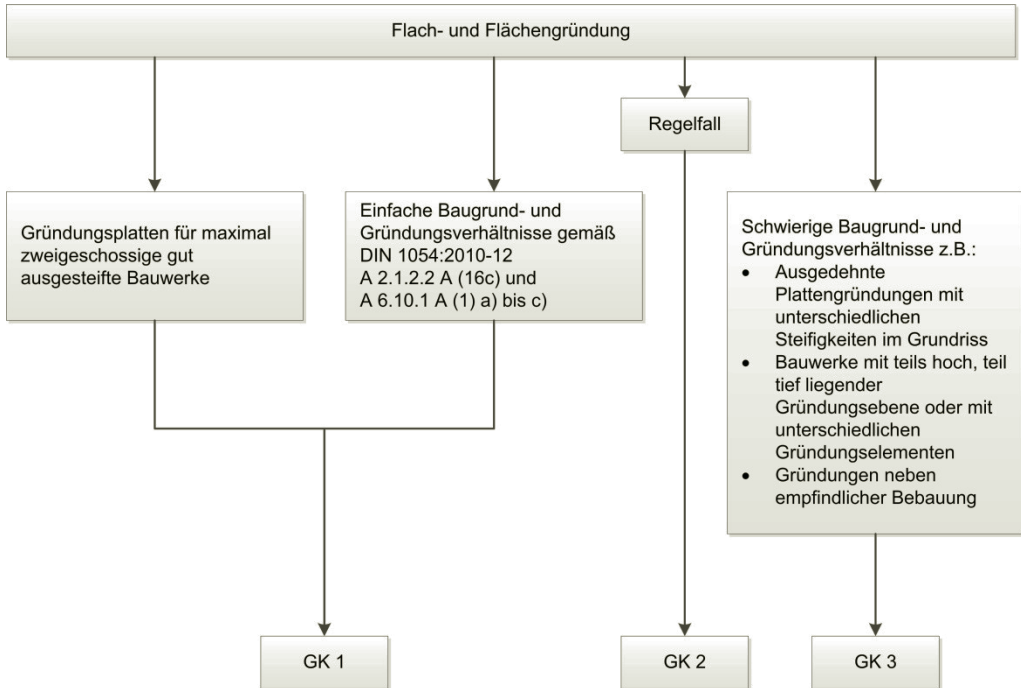 Flach- und Flächengründung
Regelfall
Gründungsplatten für maximal
zweigeschossige gut
ausgesteifte Bauwerke
Einfache Baugrund- und
Gründungsverhältnisse gemäß
DIN 1054:2010-12
A 2.1.2.2 A (16c) und
A 6.10.1 A (1) a) bis c)
Schwierige Baugrund- und
Gründungsverhältnisse z.B.:
• Ausgedehnte
Plattengründungen mit
unterschiedlichen
Steifigkeiten im Grundriss
• Bauwerke mit teils hoch, teil
tief liegender
Gründungsebene oder mit
unterschiedlichen
Gründungselementen
• Gründungen neben
empfindlicher Bebauung
GK 1
GK 2
GK 3